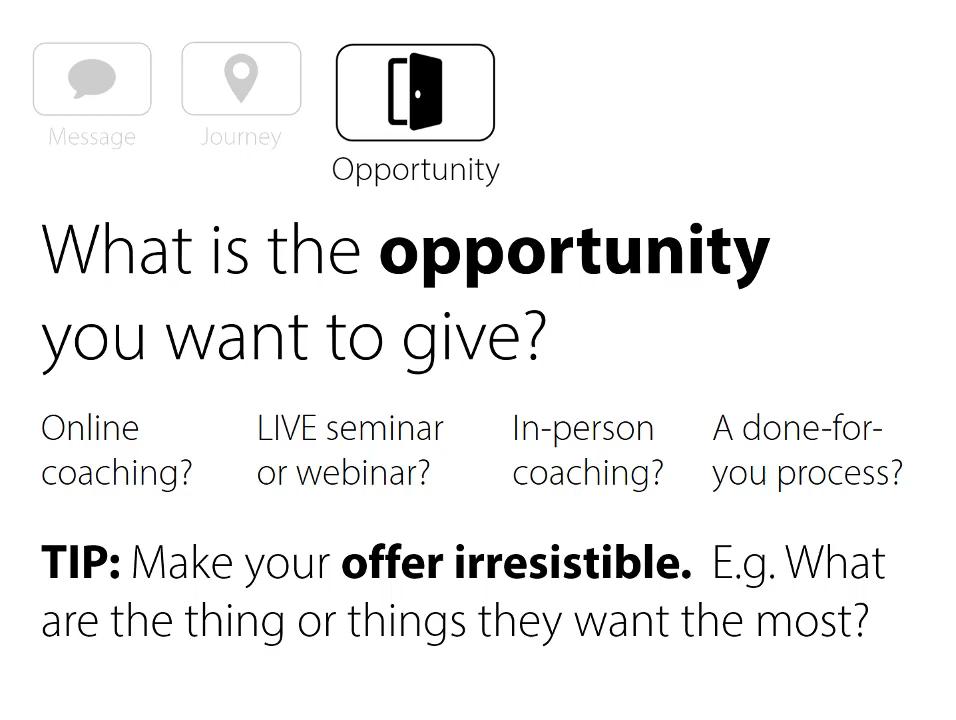 Message
Journey
Opportunity
What is the opportunity
you want to give?
Online
coaching?
LIVE seminar
or webinar?
In-person
coaching?
A done-for-
you process?
TIP: Make your offer irresistible. E.g. What
are the thing or things they want the most?